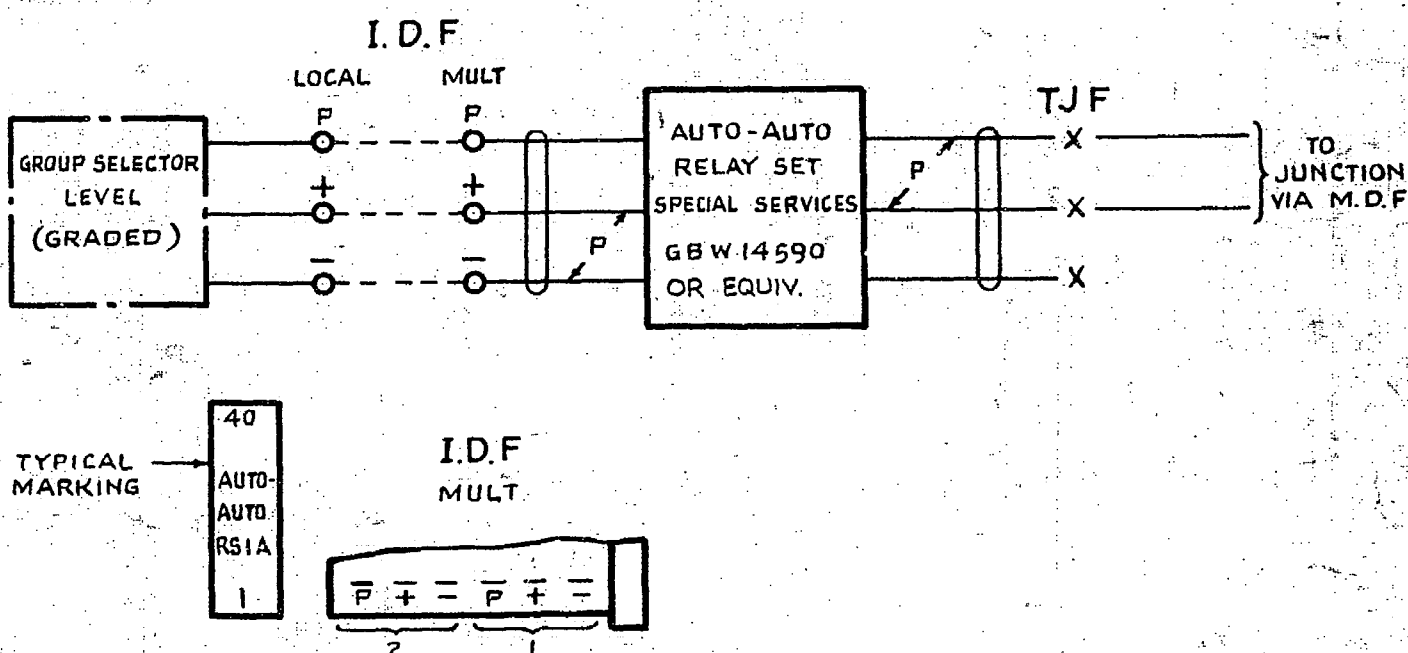 I.D.F
LOCAL MULT
P P
+ +
- -
GROUP SELECTOR
LEVEL
(GRADED)
P
AUTO-AUTO
RELAY SET
SPECIAL SERVICES
GBW.14590
OR EQUIV.
P
TJF
X
X
X
TO
JUNCTION
VIA M.D.F
TYPICAL
MARKING
40
AUTO-
AUTO
RS1A
1
I.D.F
MULT
P + - P + -
2 1